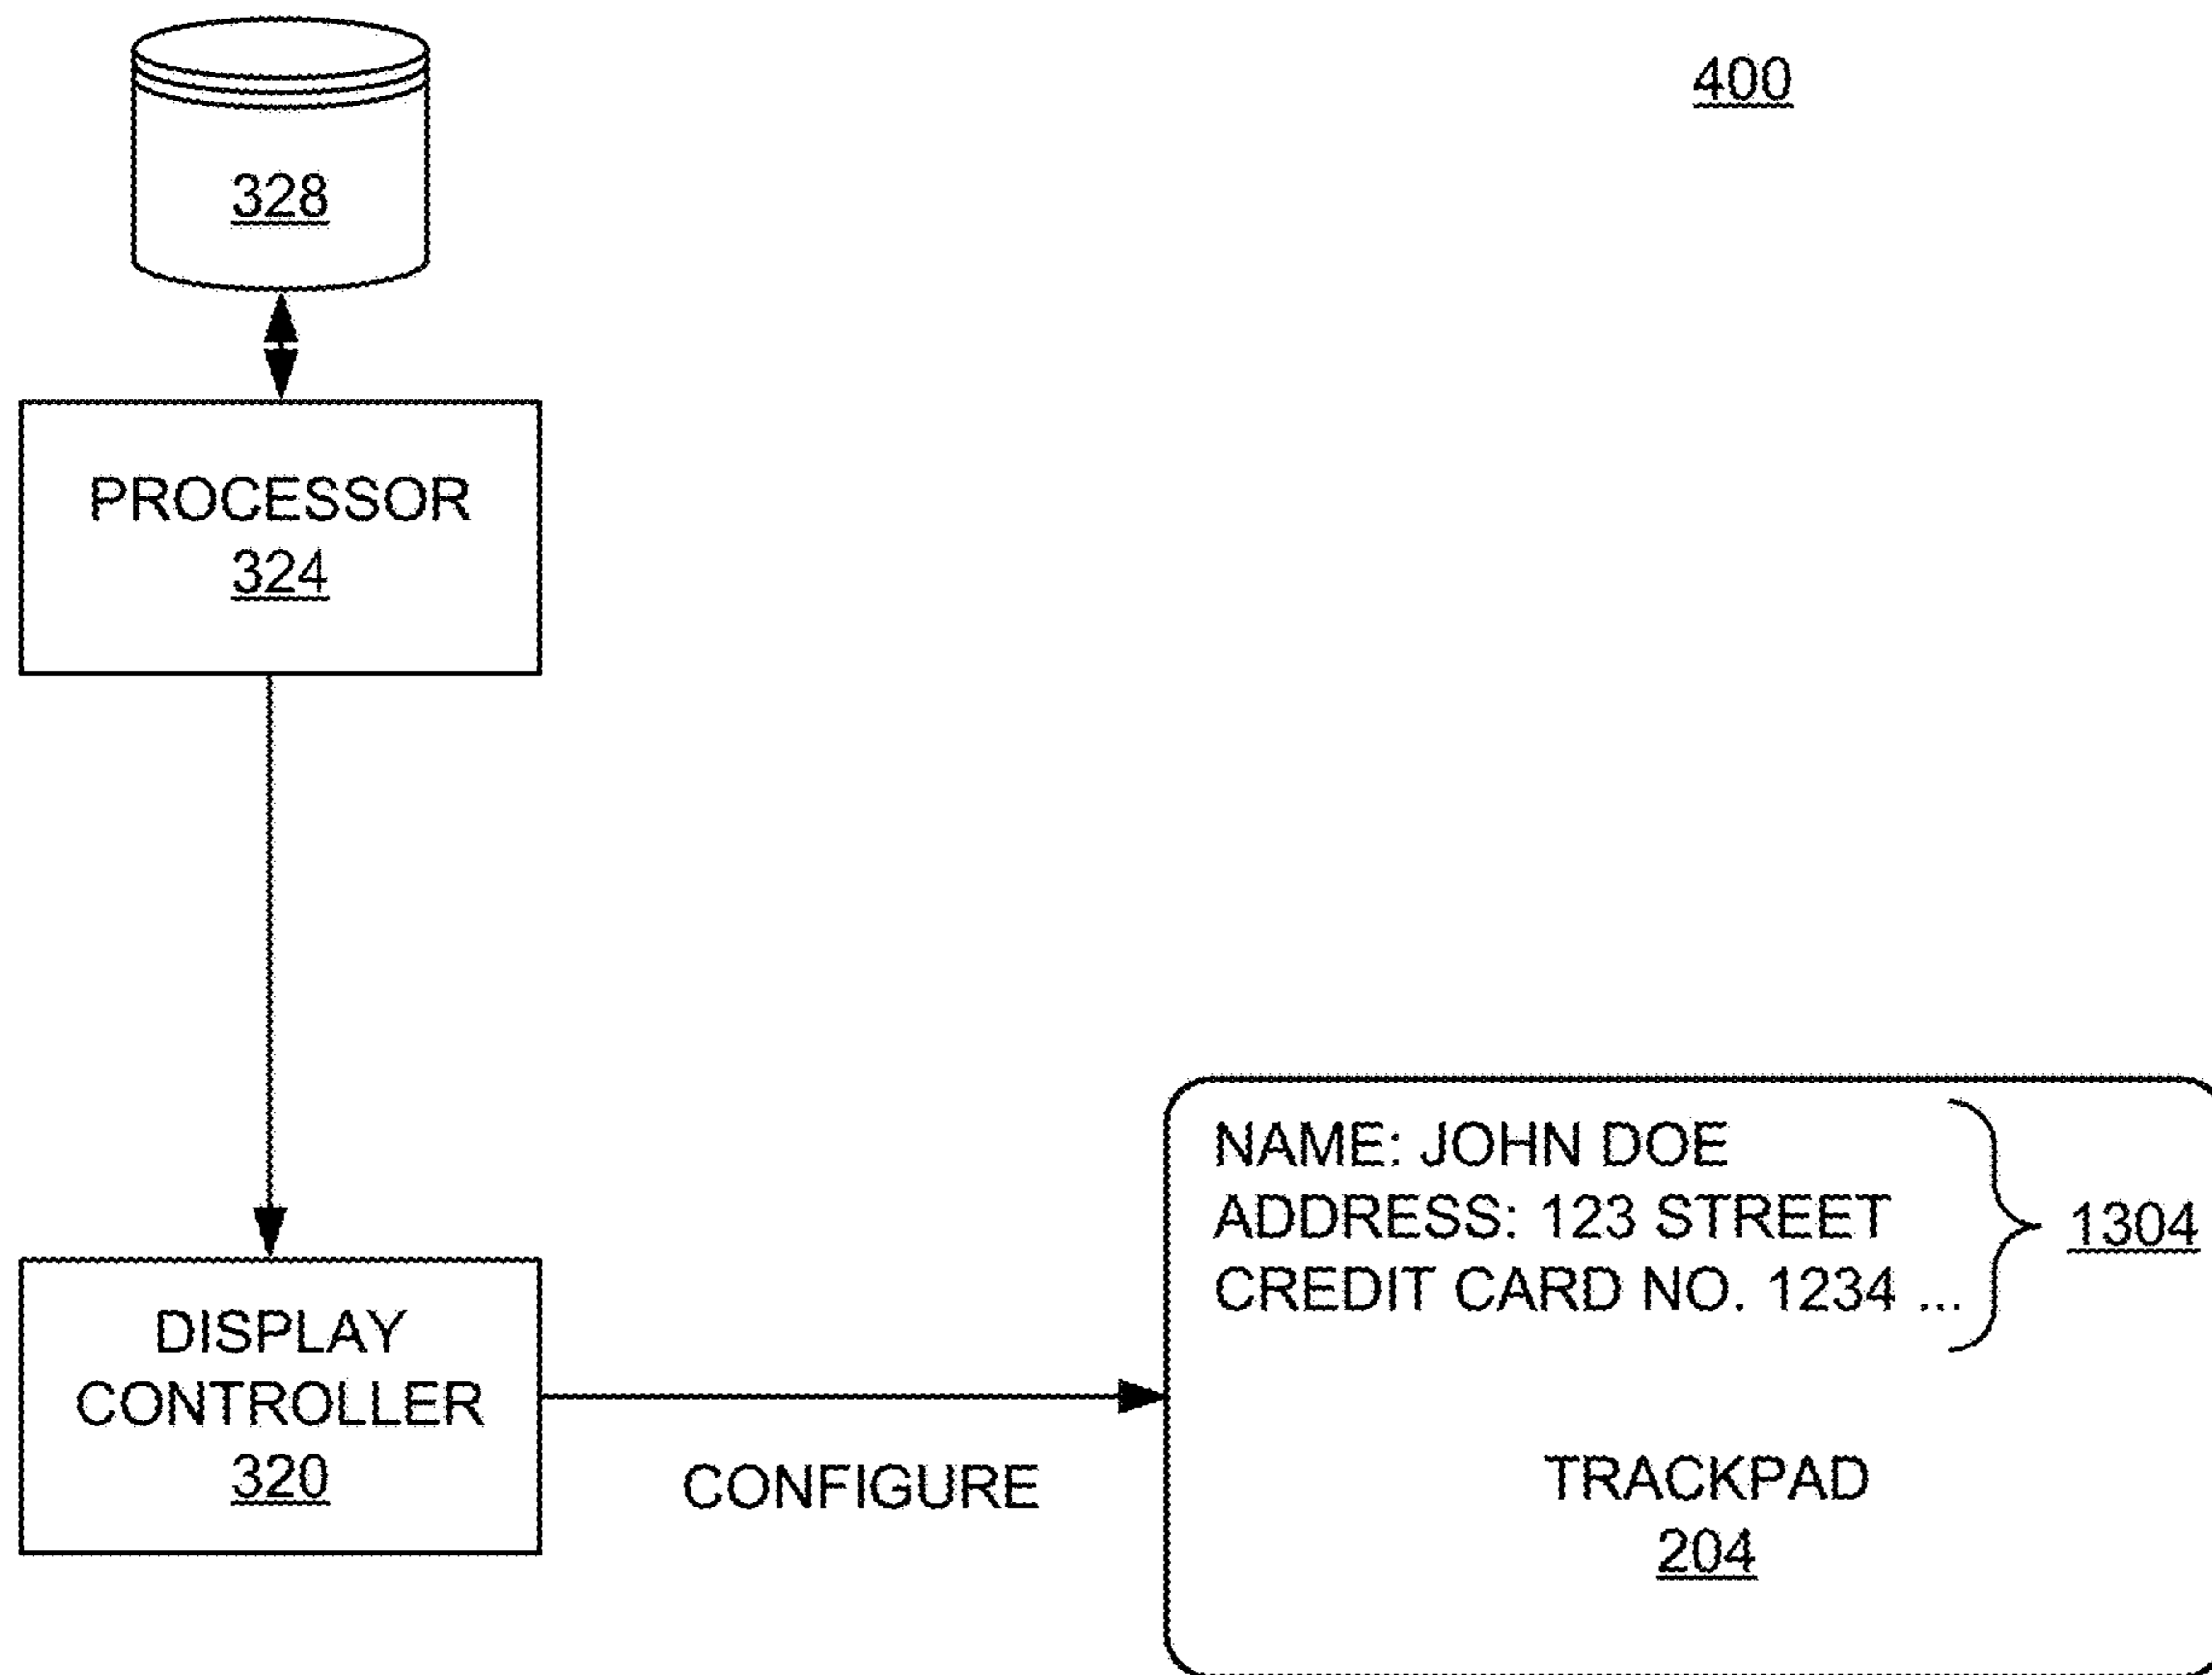 400
328
PROCESSOR
324
NAME: JOHN DOE
ADDRESS: 123 STREET
CREDIT CARD NO. 1234 ...
1304
DISPLAY
CONTROLLER
320
CONFIGURE
TRACKPAD
204